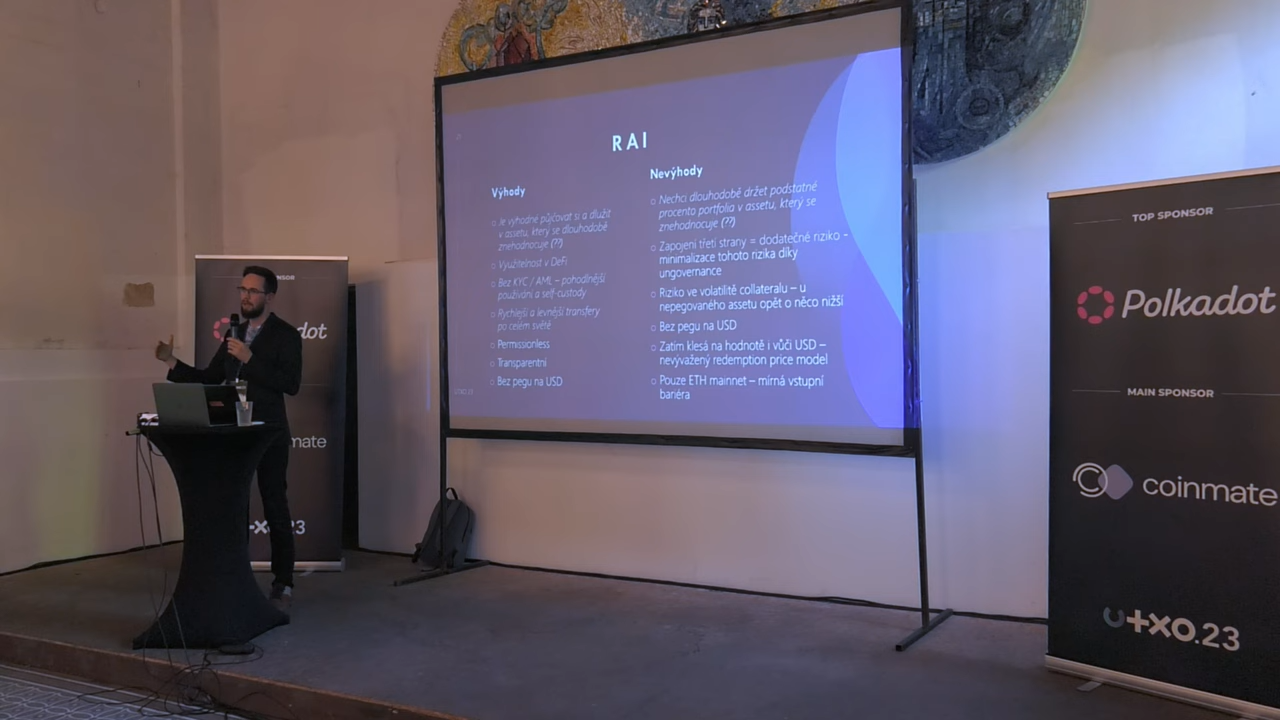 RAI
Výhody
Je výhodné půjčovat si a dlužit
v assetu, který se dlouhodobě
znehodnocuje (??)
Využitelnost v DeFi
Bez KYC / AML – pohodlnější
používání a self-custody
Rychlejší a levnější transfery
po celém světě
Permissionless
Transparentní
Bez pegu na USD
Nevýhody
Nechci dlouhodobě držet podstatné
procento portfolia v assetu, který se
znehodnocuje (??)
Zapojení třetí strany = dodatečné riziko -
minimalizace tohoto rizika díky
ungovernance
Riziko ve volatilitě collateralu – u
nepegovaného assetu opět o něco nižší
Bez pegu na USD
Zatím klesá na hodnotě i vůči USD –
nevyvážený redemption price model
Pouze ETH mainnet – mírná vstupní
bariéra
NSOR
dot
mate
xo.23
TOP SPONSOR
Polkadot
MAIN SPONSOR
coinmate
utxo.23